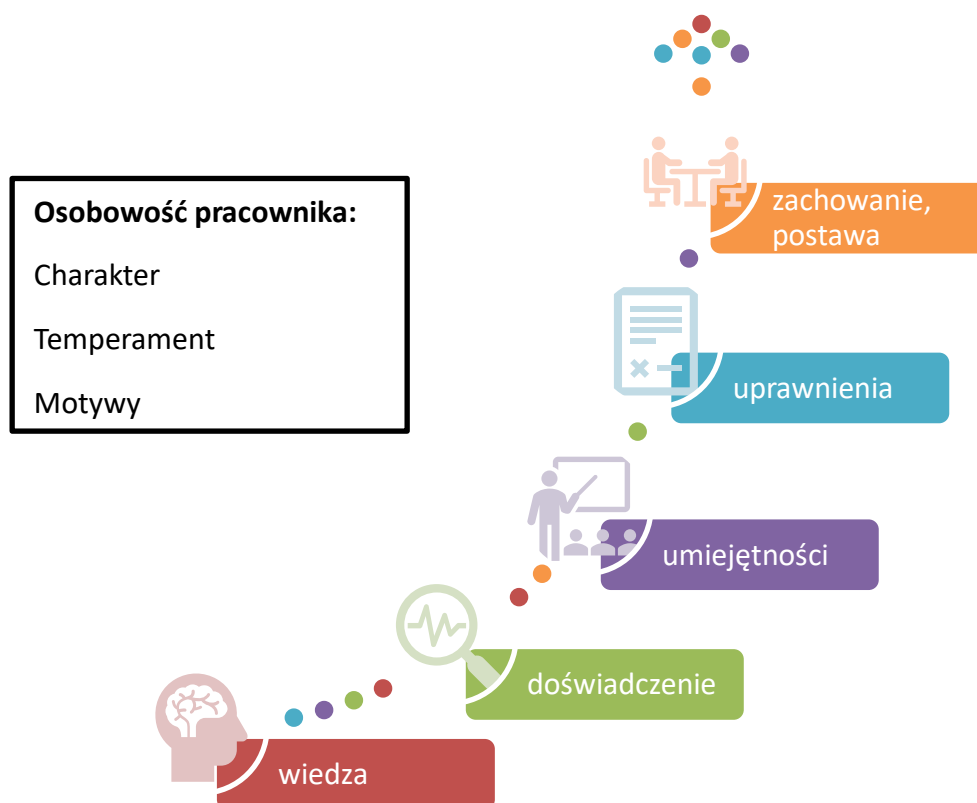 Osobowość pracownika:
Charakter
Temperament
Motywy
zachowanie,
postawa
uprawnienia
umiejętności
doświadczenie
wiedza